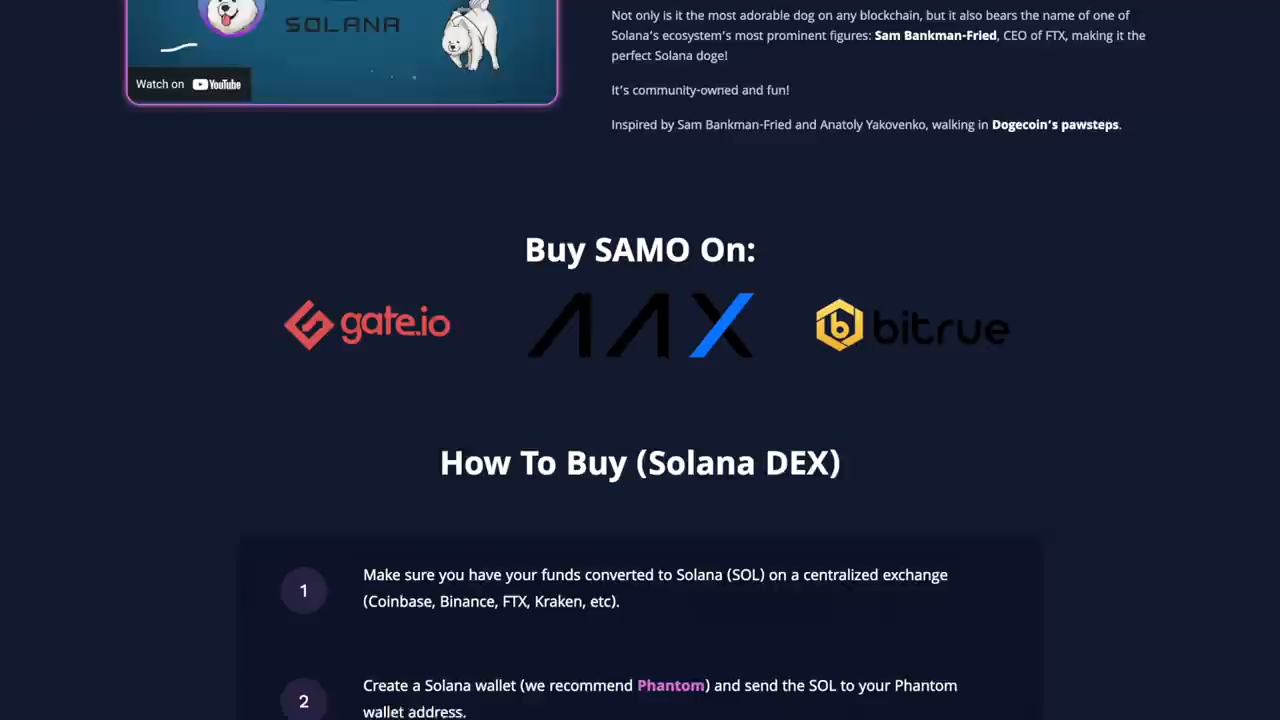 SOLANA
Watch on YouTube
Not only is it the most adorable dog on any blockchain, but it also bears the name of one of
Solana's ecosystem's most prominent figures: Sam Bankman-Fried, CEO of FTX, making it the
perfect Solana doge!
It's community-owned and fun!
Inspired by Sam Bankman-Fried and Anatoly Yakovenko, walking in Dogecoin's pawsteps.
Buy SAMO On:
gate.io
AAX
bitrue
How To Buy (Solana DEX)
1
Make sure you have your funds converted to Solana (SOL) on a centralized exchange
(Coinbase, Binance, FTX, Kraken, etc).
2
Create a Solana wallet (we recommend Phantom) and send the SOL to your Phantom
wallet address.